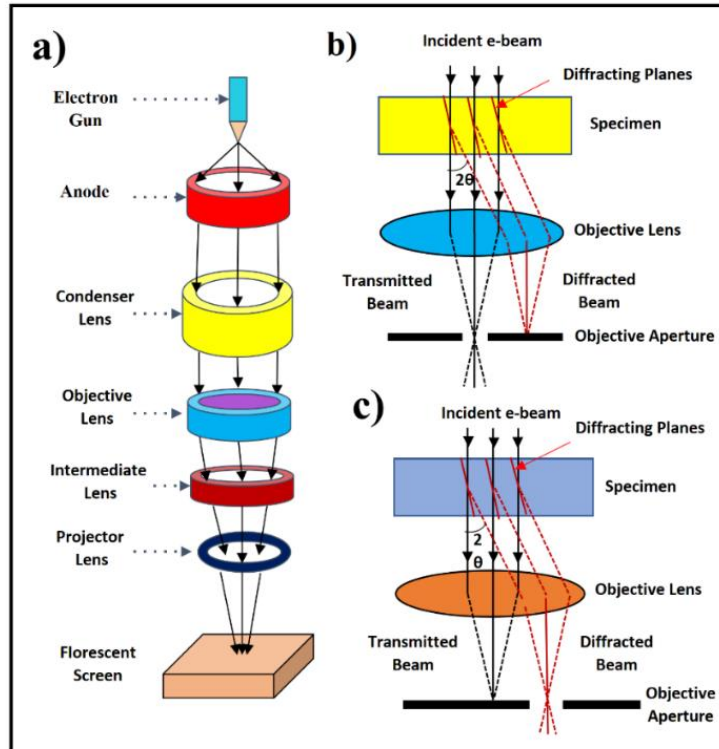 a)
Electron
Gun
Anode
Condenser
Lens
Objective
Lens
Intermediate
Lens
Projector
Lens
Florescent
Screen
b)
Incident e-beam
Diffracting Planes
Specimen
2θ
Objective Lens
Transmitted
Beam
Diffracted
Beam
Objective Aperture
c)
Incident e-beam
Diffracting Planes
Specimen
2
θ
Objective Lens
Transmitted
Beam
Diffracted
Beam
Objective
Aperture